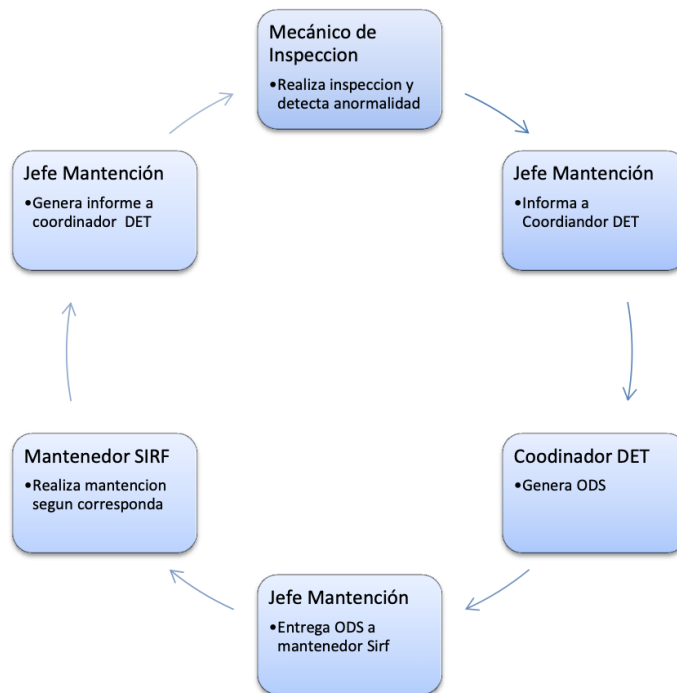 Mecánico de
Inspeccion
•Realiza inspeccion y
detecta anormalidad
Jefe Mantención
•Informa a
Coordiandor DET
Coodinador DET
•Genera ODS
Jefe Mantención
•Entrega ODS a
mantenedor Sirf
Mantenedor SIRF
•Realiza mantencion
segun corresponda
Jefe Mantención
•Genera informe a
coordinador DET